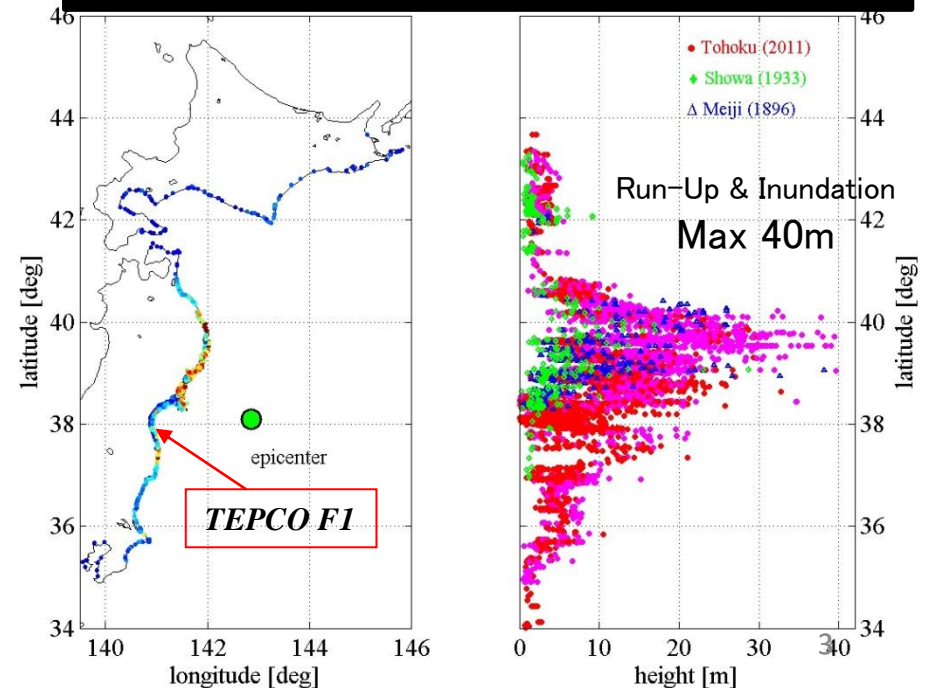 46
44
42
40
38
36
34
140
142
144
146
latitude [deg]
longitude [deg]
epicenter
TEPCO F1
• Tohoku (2011)
♦ Showa (1933)
Δ Meiji (1896)
Run-Up & Inundation
Max 40m
46
44
42
40
38
36
34
latitude [deg]
0
10
20
30
40
height [m]
3